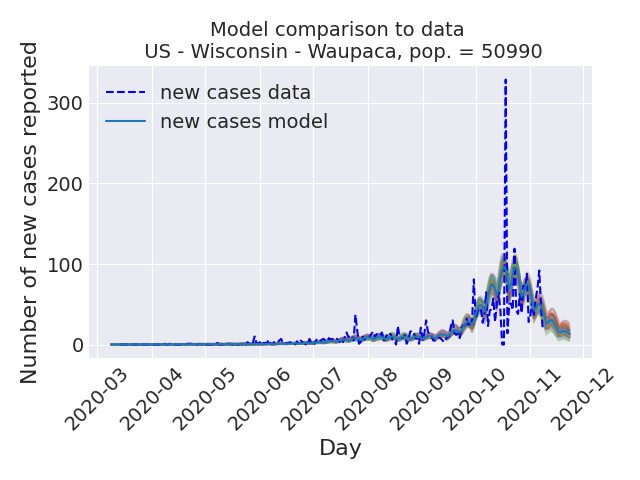 Model comparison to data
US - Wisconsin - Waupaca, pop. = 50990
Number of new cases reported
300
200
100
0
new cases data
new cases model
2020-03
2020-04
2020-05
2020-06
2020-07
2020-08
2020-09
2020-10
2020-11
2020-12
Day